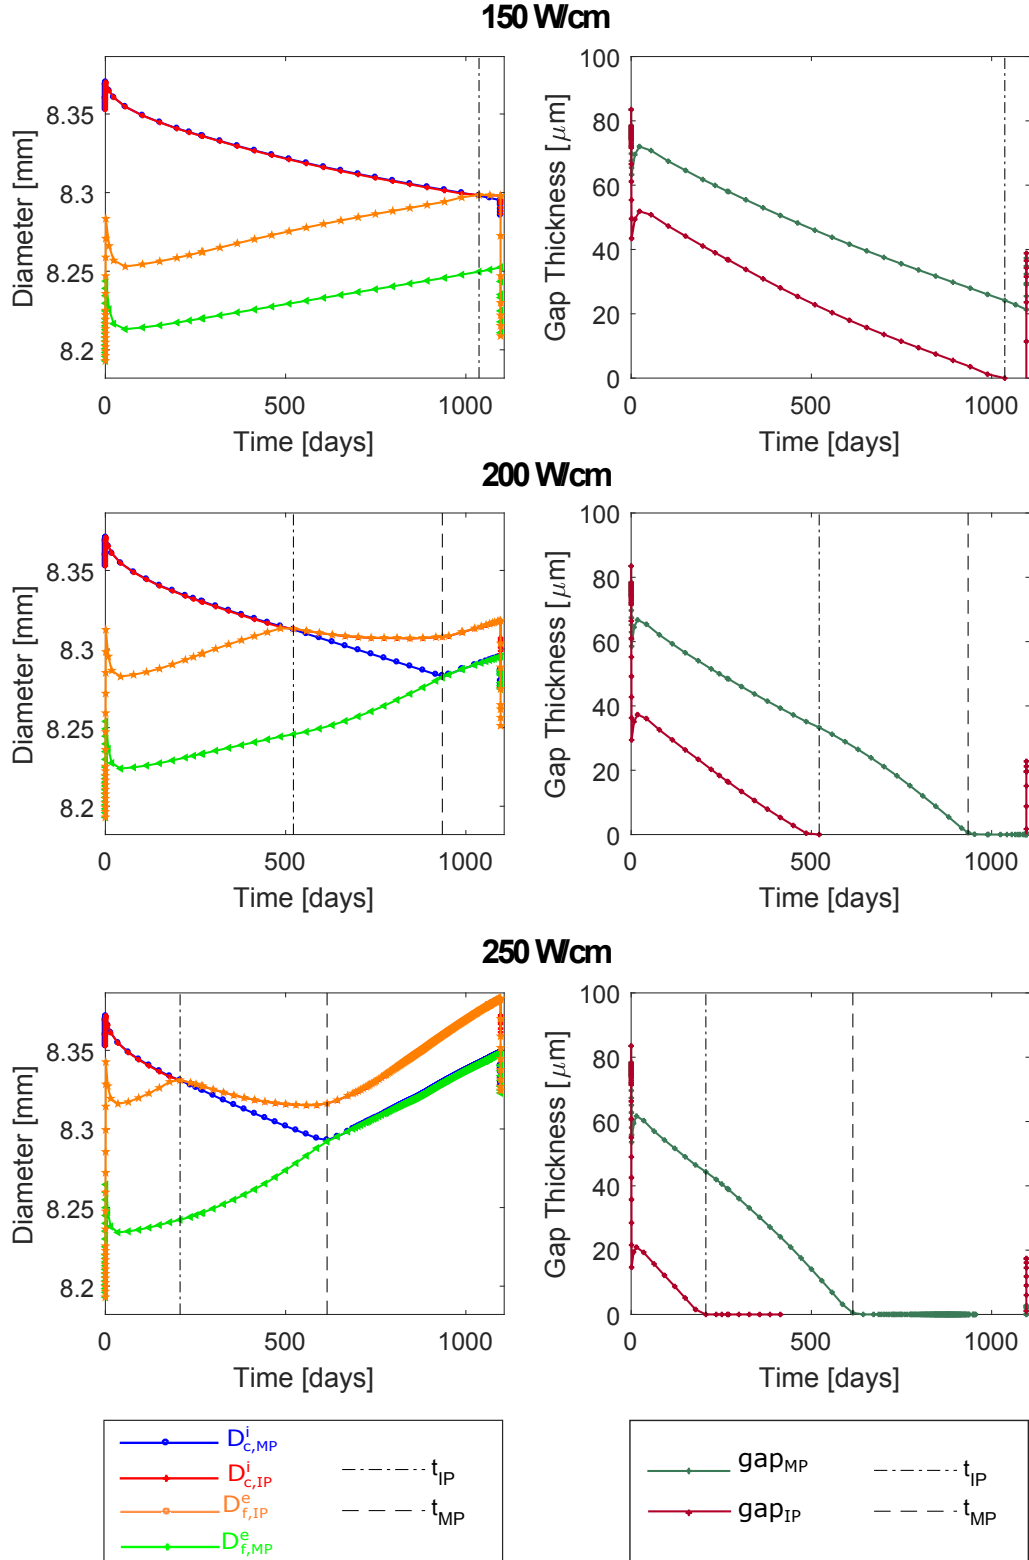 150 W/cm
8.35
8.3
8.25
8.2
Diameter [mm]
0 500 1000
Time [days]
100
80
60
40
20
0
Gap Thickness [μm]
0 500 1000
Time [days]
200 W/cm
8.35
8.3
8.25
8.2
Diameter [mm]
0 500 1000
Time [days]
100
80
60
40
20
0
Gap Thickness [μm]
0 500 1000
Time [days]
250 W/cm
8.35
8.3
8.25
8.2
Diameter [mm]
0 500 1000
Time [days]
100
80
60
40
20
0
Gap Thickness [μm]
0 500 1000
Time [days]
D^i_c,MP
D^i_c,IP
D^e_f,IP
D^e_f,MP
t_IP
t_MP
gap_MP
gap_IP
t_IP
t_MP